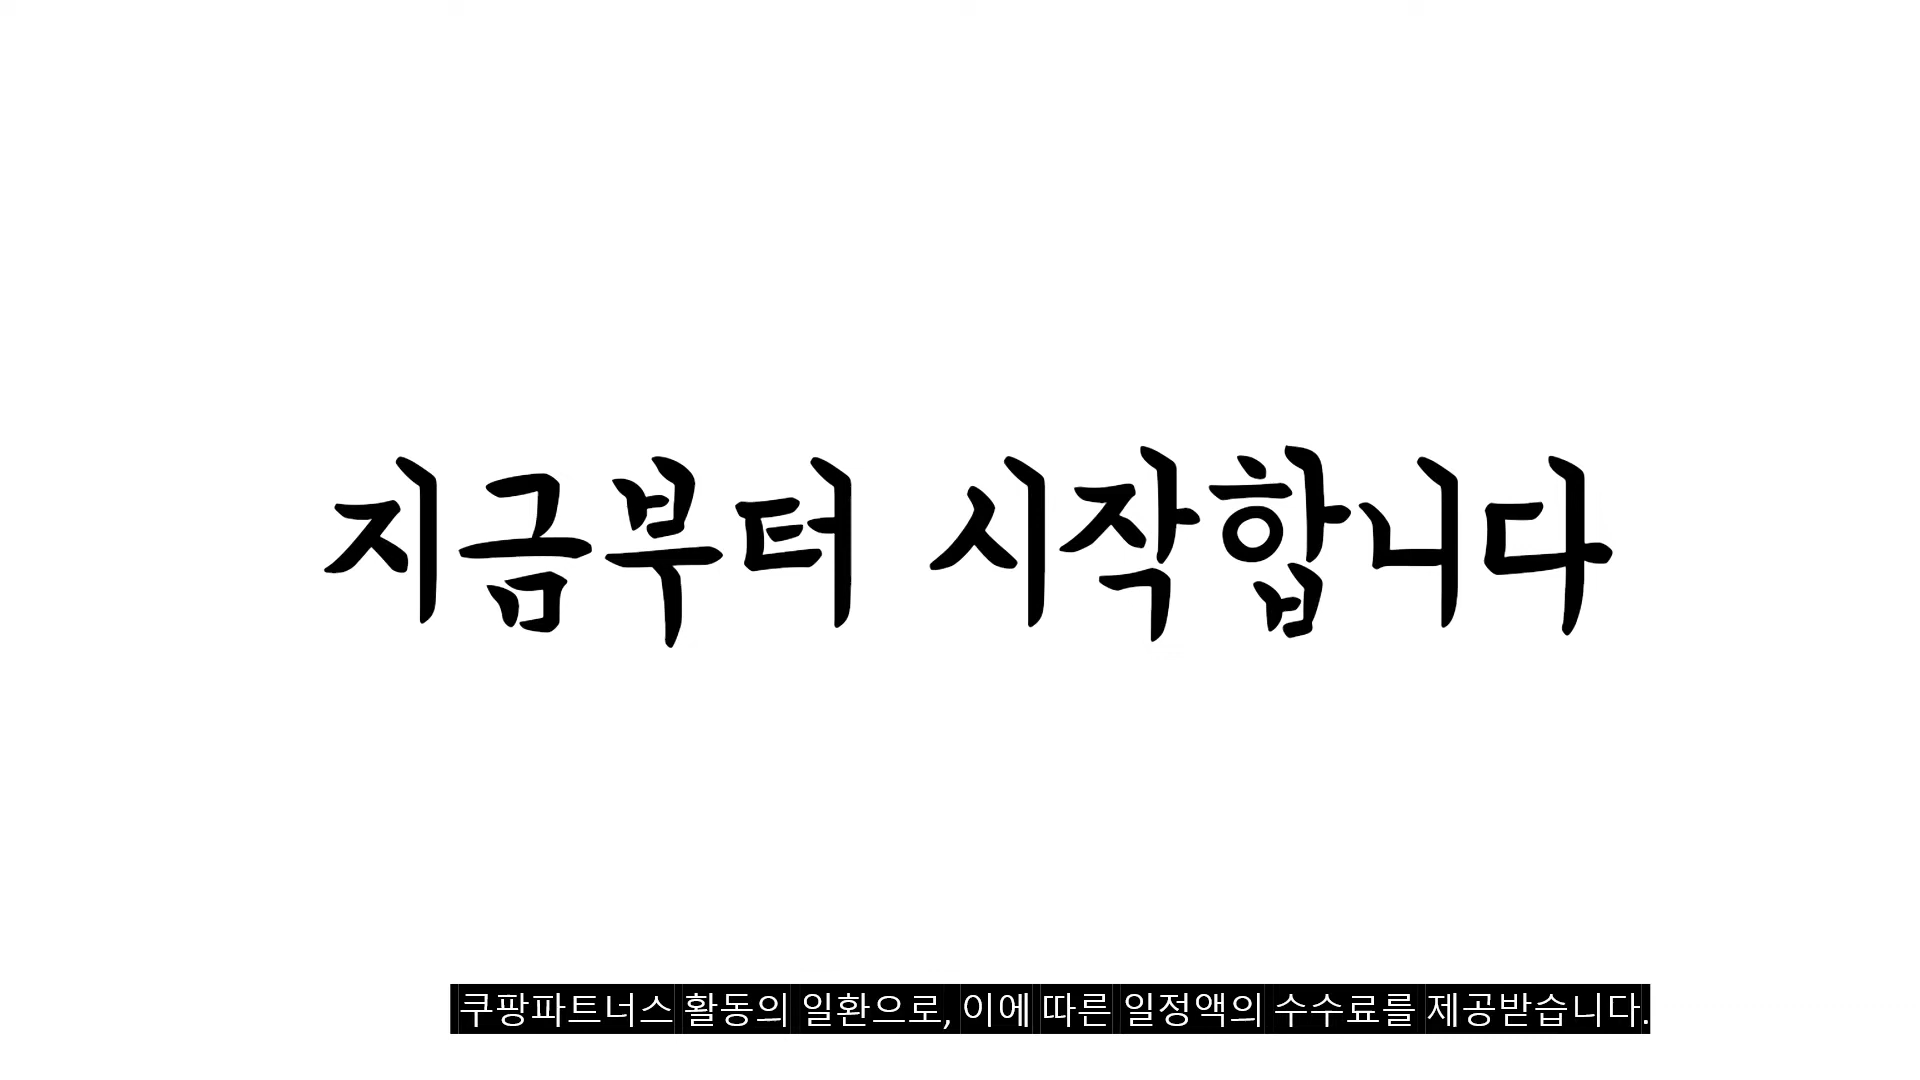 지금부터 시작합니다
쿠팡파트너스 활동의 일환으로, 이에 따른 일정액의 수수료를 제공받습니다.